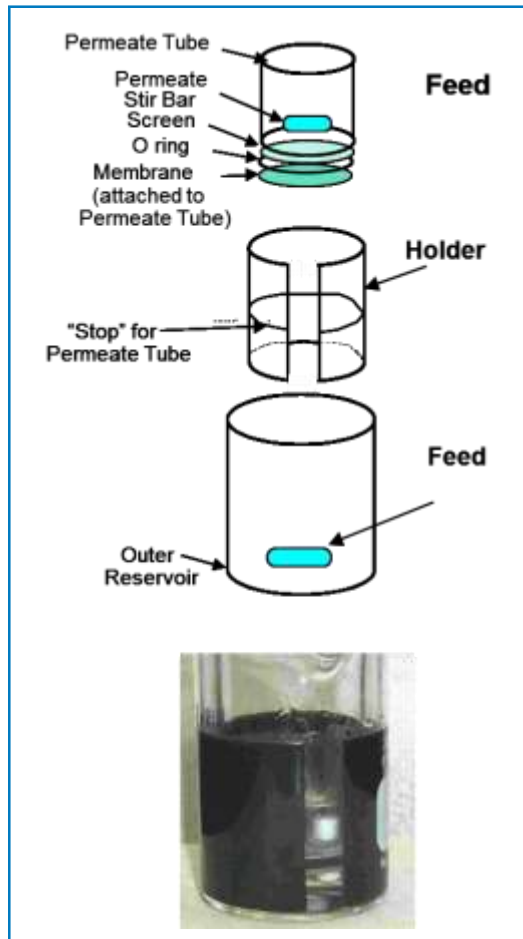 Permeate Tube
Permeate
Stir Bar
Screen
O ring
Membrane
(attached to
Permeate Tube)
Feed
Holder
"Stop" for
Permeate Tube
Feed
Outer
Reservoir